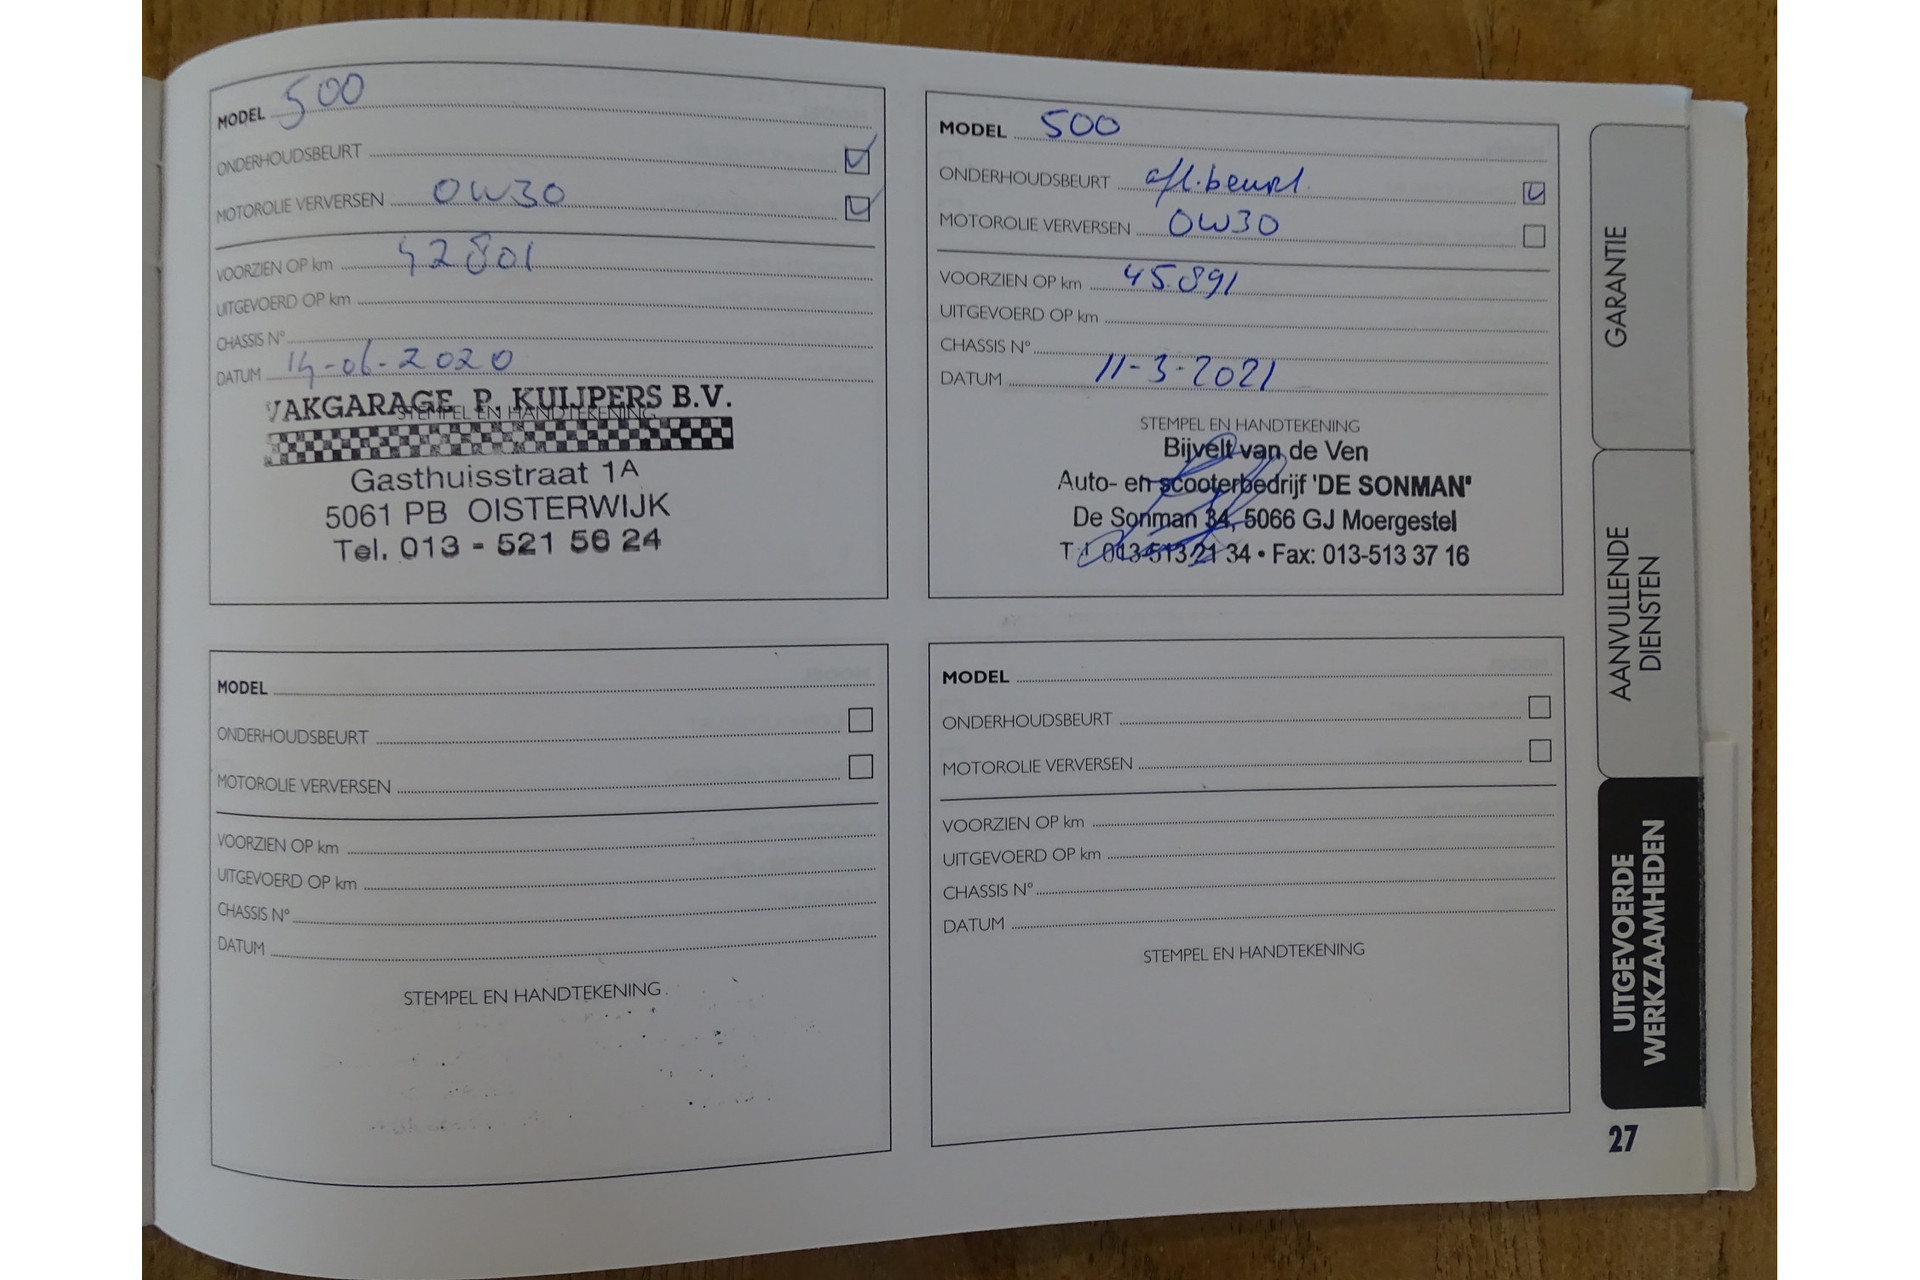 MODEL 500
ONDERHOUDSBEURT
MOTOROLIE VERVERSEN 0W30
VOORZIEN OP km 42801
UITGEVOERD OP km
CHASSIS N°
DATUM 14-06-2020
STEMPEL EN HANDTEKENING
VAKGARAGE P. KUIJPERS B.V.
Gasthuisstraat 1A
5061 PB OISTERWIJK
Tel. 013 - 521 56 24
MODEL 500
ONDERHOUDSBEURT afl.beurt
MOTOROLIE VERVERSEN 0W30
VOORZIEN OP km 45.891
UITGEVOERD OP km
CHASSIS N°
DATUM 11-3-2021
STEMPEL EN HANDTEKENING
Bijvelt van de Ven
Auto- en scooterbedrijf 'DE SONMAN'
De Sonman 34, 5066 GJ Moergestel
Tel. 013-513 21 34 • Fax: 013-513 37 16
MODEL
ONDERHOUDSBEURT
MOTOROLIE VERVERSEN
VOORZIEN OP km
UITGEVOERD OP km
CHASSIS N°
DATUM
STEMPEL EN HANDTEKENING
MODEL
ONDERHOUDSBEURT
MOTOROLIE VERVERSEN
VOORZIEN OP km
UITGEVOERD OP km
CHASSIS N°
DATUM
STEMPEL EN HANDTEKENING
GARANTIE
AANVULLENDE
DIENSTEN
UITGEVOERDE
WERKZAAMHEDEN
27